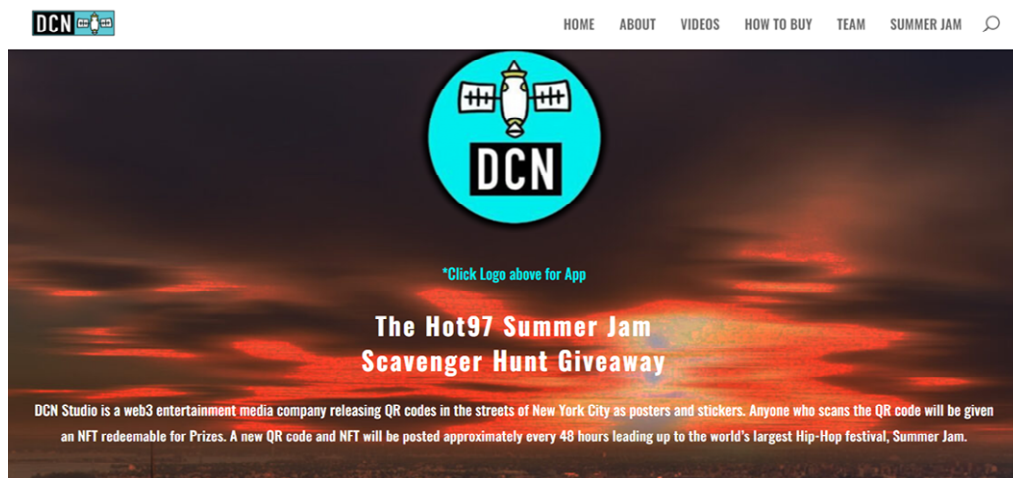 DCN
HOME ABOUT VIDEOS HOW TO BUY TEAM SUMMER JAM
DCN
*Click Logo above for App
The Hot97 Summer Jam
Scavenger Hunt Giveaway
DCN Studio is a web3 entertainment media company releasing QR codes in the streets of New York City as posters and stickers. Anyone who scans the QR code will be given
an NFT redeemable for Prizes. A new QR code and NFT will be posted approximately every 48 hours leading up to the world's largest Hip-Hop festival, Summer Jam.